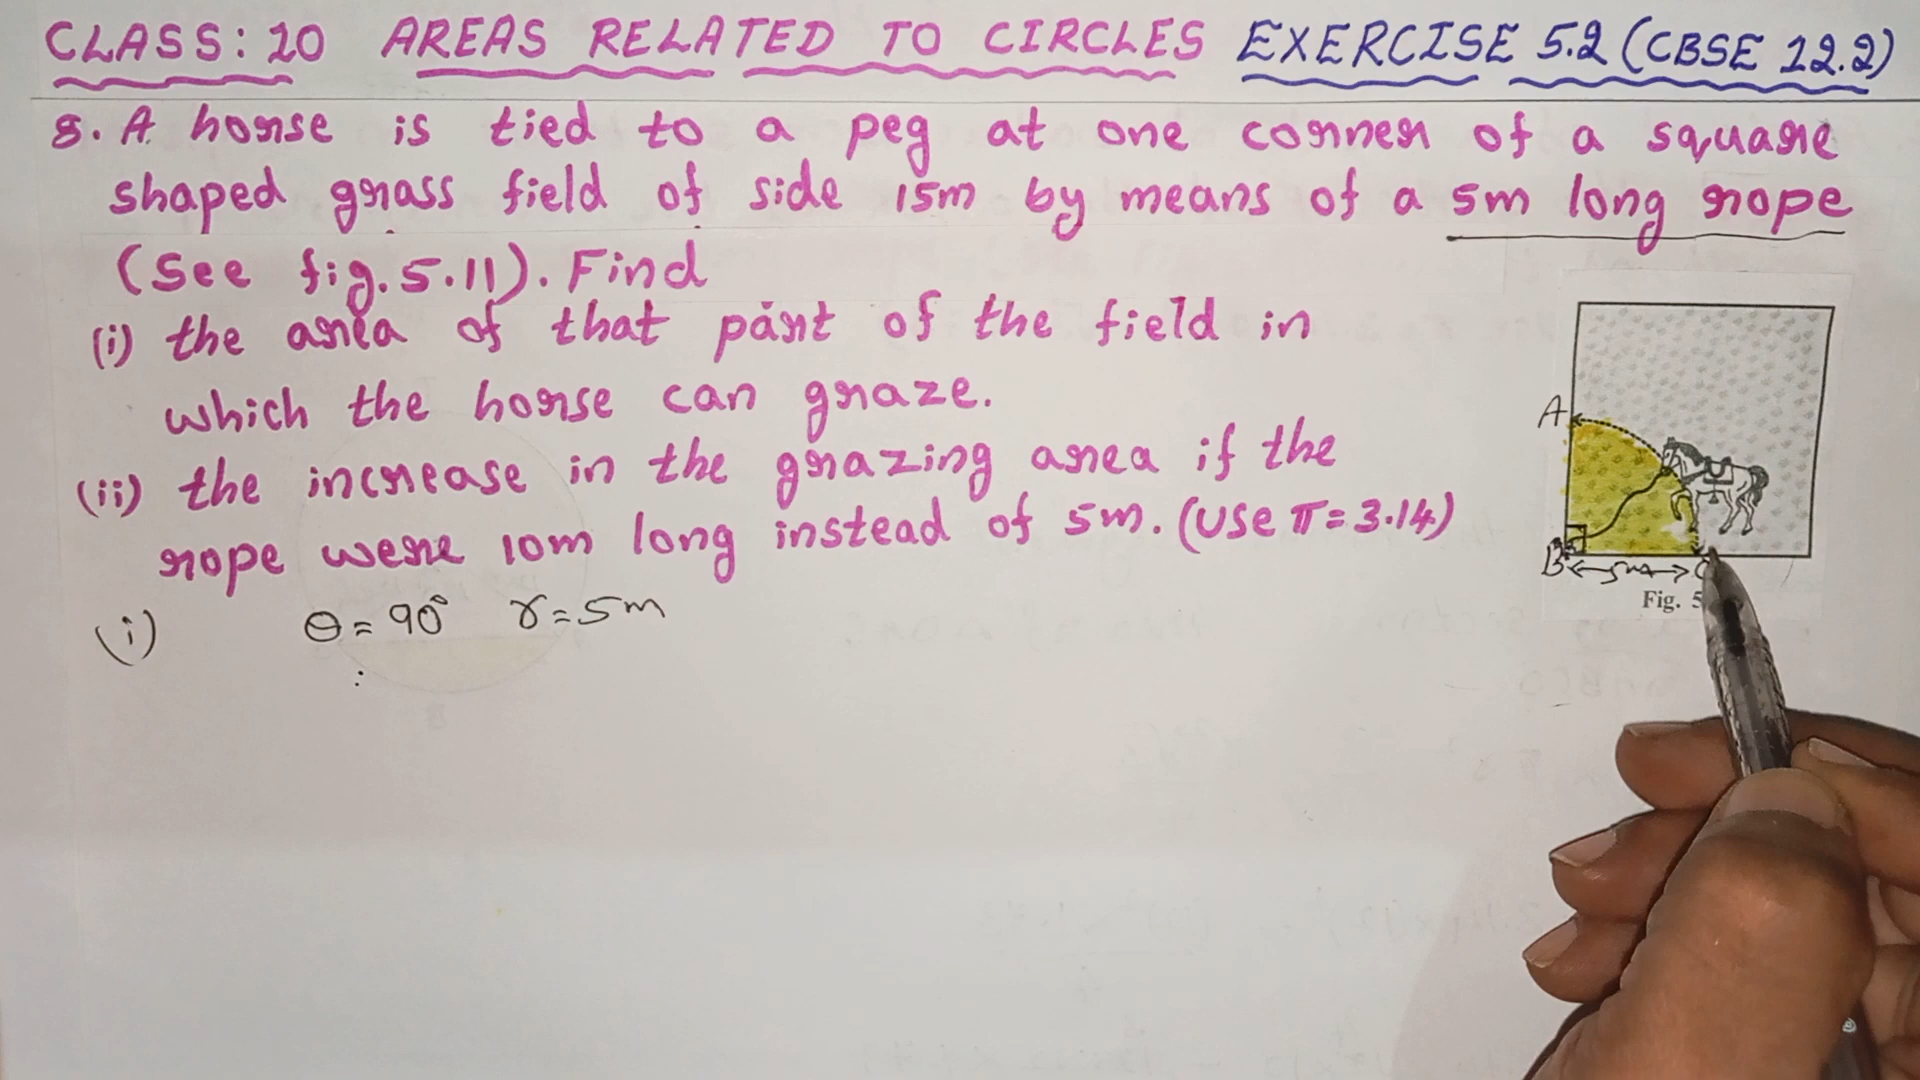 CLASS: 10 AREAS RELATED TO CIRCLES EXERCISE 5.2 (CBSE 12.2)
8. A horse is tied to a peg at one corner of a square
shaped grass field of side 15m by means of a 5m long rope
(See fig. 5.11). Find
(i) the area of that part of the field in
which the horse can graze.
(ii) the increase in the grazing area if the
rope were 10m long instead of 5m. (Use π = 3.14)
(i) θ = 90° r = 5m
A
B 5m C
Fig. 5